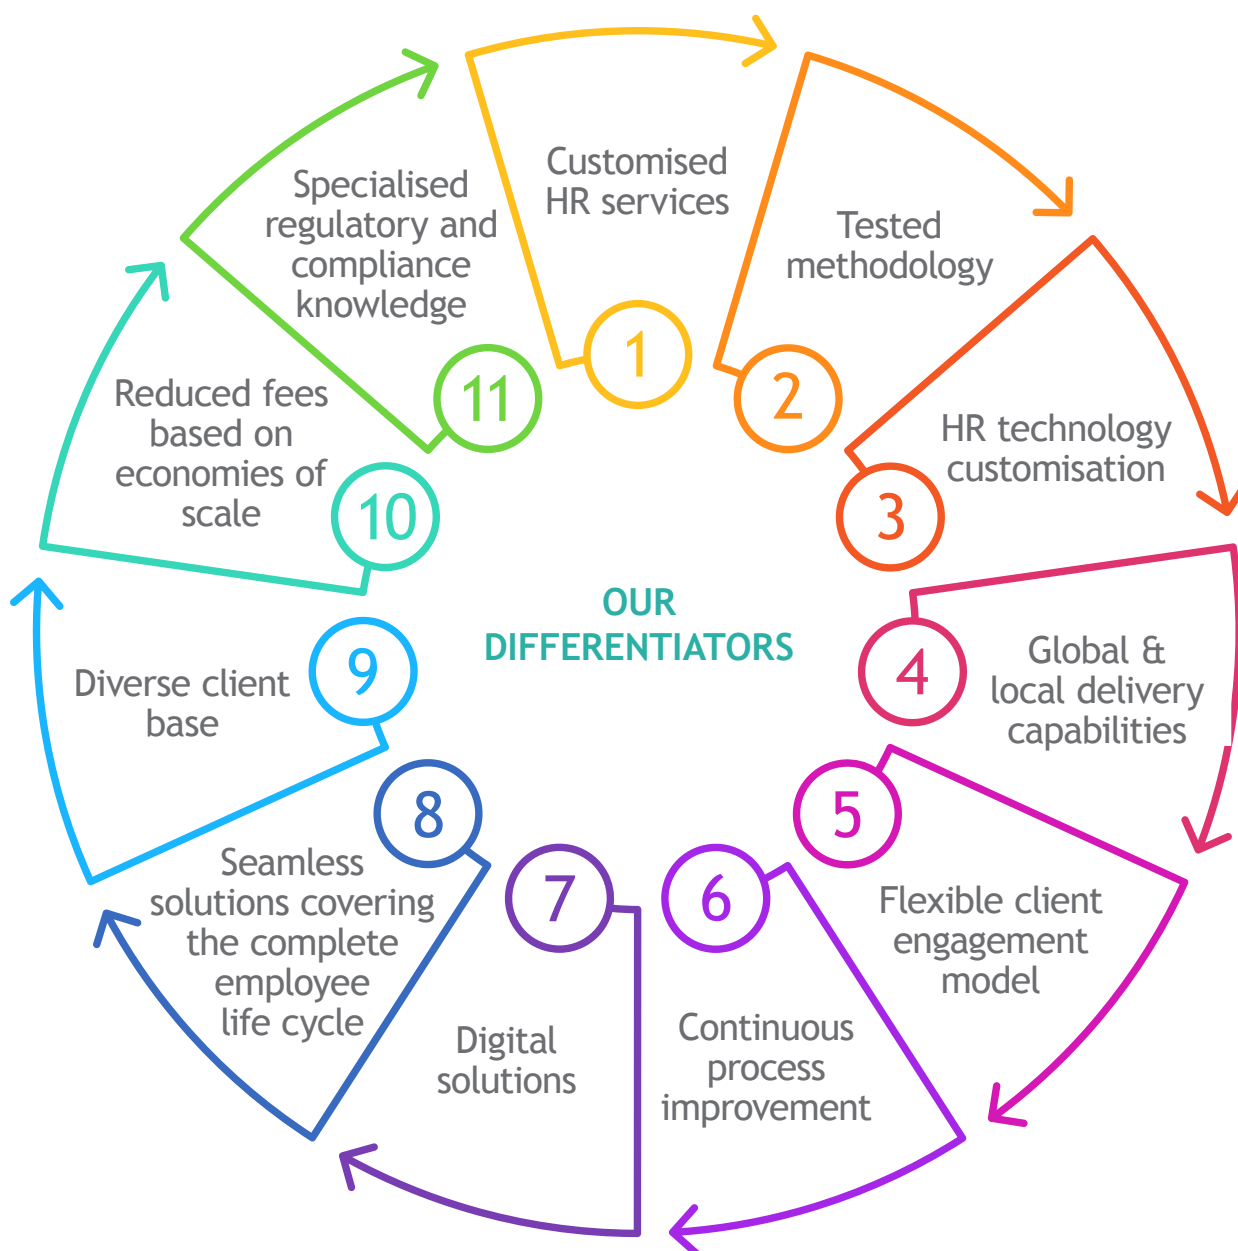 OUR
DIFFERENTIATORS
1
Customised
HR services
2
Tested
methodology
3
HR technology
customisation
4
Global &
local delivery
capabilities
5
Flexible client
engagement
model
6
Continuous
process
improvement
7
Digital
solutions
8
Seamless
solutions covering
the complete
employee
life cycle
9
Diverse client
base
10
Reduced fees
based on
economies of
scale
11
Specialised
regulatory and
compliance
knowledge